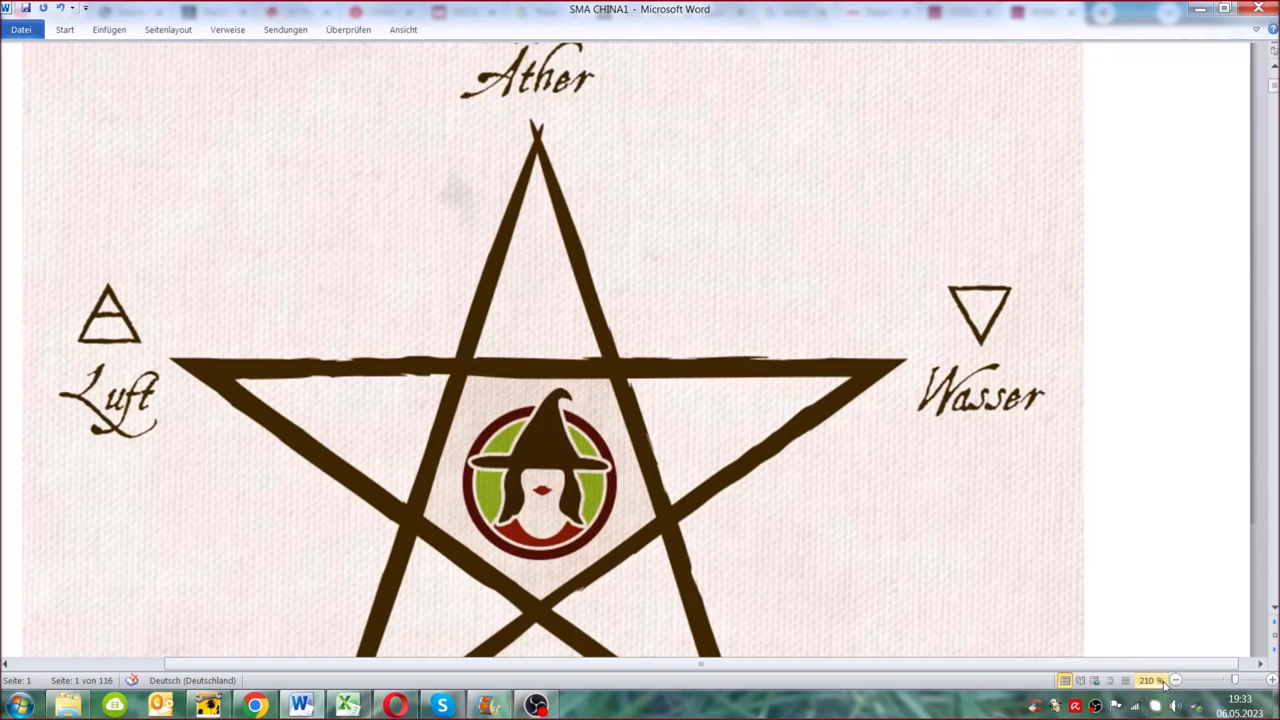 SMA CHINA1 - Microsoft Word
Datei Start Einfügen Seitenlayout Verweise Sendungen Überprüfen Ansicht
Äther
Luft
Wasser
Seite: 1 Seite: 1 von 116 Deutsch (Deutschland) 210 %
19:33
06.05.2023